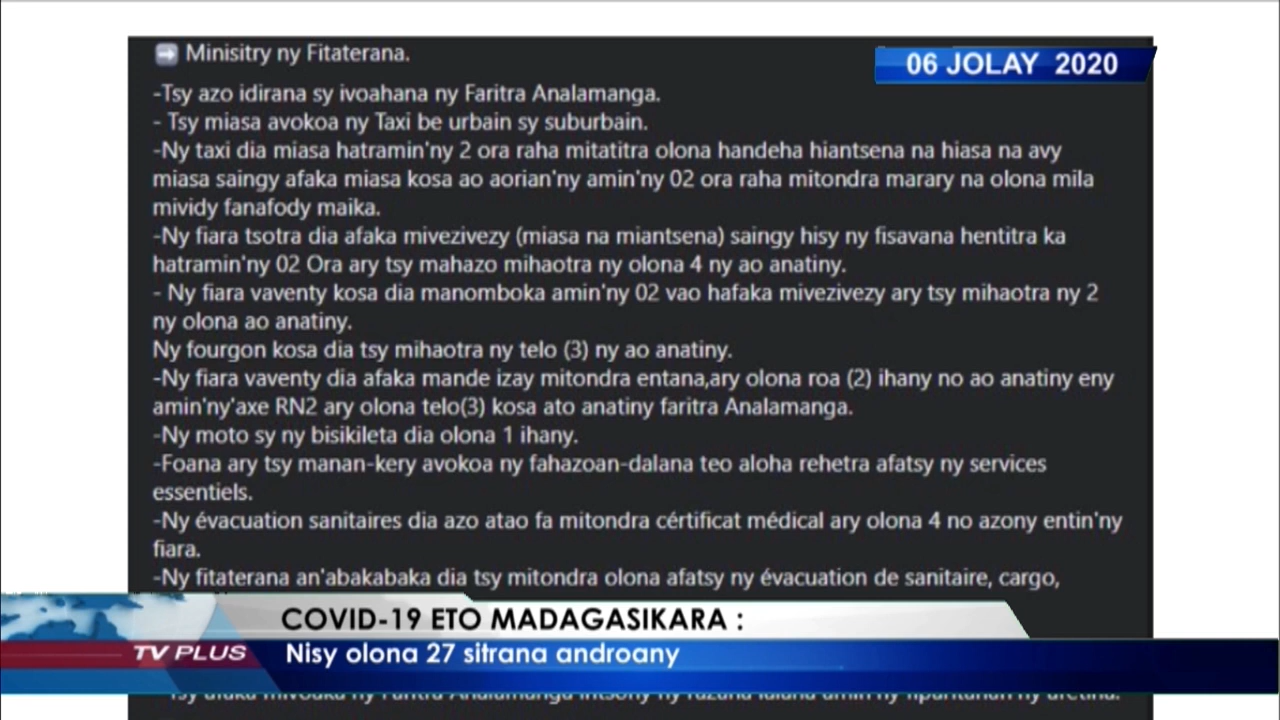 Minisitry ny Fitaterana.
06 JOLAY 2020
-Tsy azo idirana sy ivoahana ny Faritra Analamanga.
- Tsy miasa avokoa ny Taxi be urbain sy suburbain.
-Ny taxi dia miasa hatramin'ny 2 ora raha mitatitra olona handeha hiantsena na hiasa na avy
miasa saingy afaka miasa kosa ao aorian'ny amin'ny 02 ora raha mitondra marary na olona mila
mividy fanafody maika.
-Ny fiara tsotra dia afaka mivezivezy (miasa na miantsena) saingy hisy ny fisavana hentitra ka
hatramin'ny 02 Ora ary tsy mahazo mihaotra ny olona 4 ny ao anatiny.
- Ny fiara vaventy kosa dia manomboka amin'ny 02 vao hafaka mivezivezy ary tsy mihaotra ny 2
ny olona ao anatiny.
Ny fourgon kosa dia tsy mihaotra ny telo (3) ny ao anatiny.
-Ny fiara vaventy dia afaka mande izay mitondra entana,ary olona roa (2) ihany no ao anatiny eny
amin'ny'axe RN2 ary olona telo(3) kosa ato anatiny faritra Analamanga.
-Ny moto sy ny bisikileta dia olona 1 ihany.
-Foana ary tsy manan-kery avokoa ny fahazoan-dalana teo aloha rehetra afatsy ny services
essentiels.
-Ny évacuation sanitaires dia azo atao fa mitondra cértificat médical ary olona 4 no azony entin'ny
fiara.
-Ny fitaterana an'abakabaka dia tsy mitondra olona afatsy ny évacuation de sanitaire, cargo,
COVID-19 ETO MADAGASIKARA :
TV PLUS
Nisy olona 27 sitrana androany